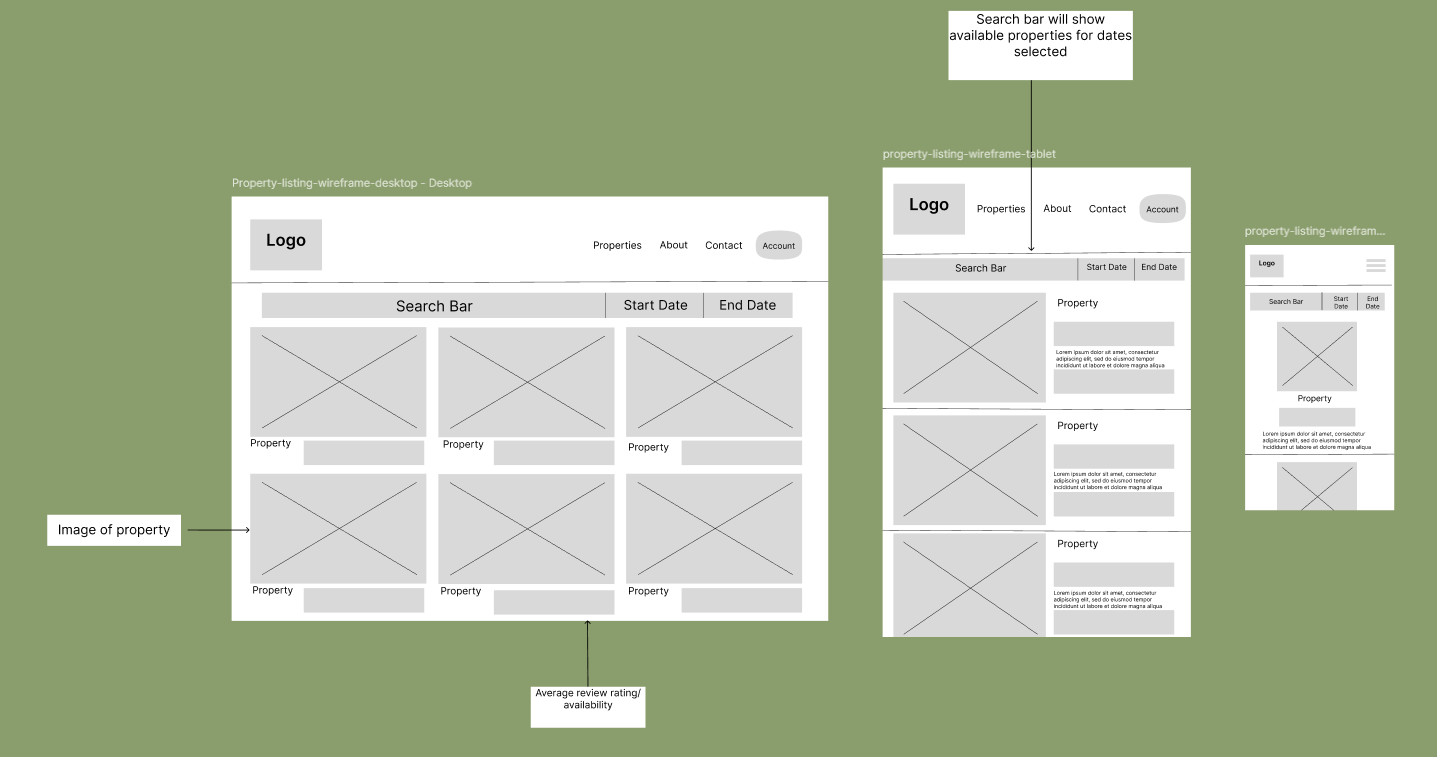 Search bar will show
available properties for dates
selected
Property-listing-wireframe-desktop - Desktop
Logo
Properties About Contact Account
Search Bar Start Date End Date
Property Property Property
Property Property Property
Image of property
Average review rating/
availability
property-listing-wireframe-tablet
Logo Properties About Contact Account
Search Bar Start Date End Date
Property
Lorem ipsum dolor sit amet, consectetur
adipiscing elit, sed do eiusmod tempor
incididunt ut labore et dolore magna aliqua
Property
Lorem ipsum dolor sit amet, consectetur
adipiscing elit, sed do eiusmod tempor
incididunt ut labore et dolore magna aliqua
Property
Lorem ipsum dolor sit amet, consectetur
adipiscing elit, sed do eiusmod tempor
incididunt ut labore et dolore magna aliqua
property-listing-wirefram...
Logo
Search Bar
Start
Date
End
Date
Property
Lorem ipsum dolor sit amet, consectetur
adipiscing elit, sed do eiusmod tempor
incididunt ut labore et dolore magna aliqua